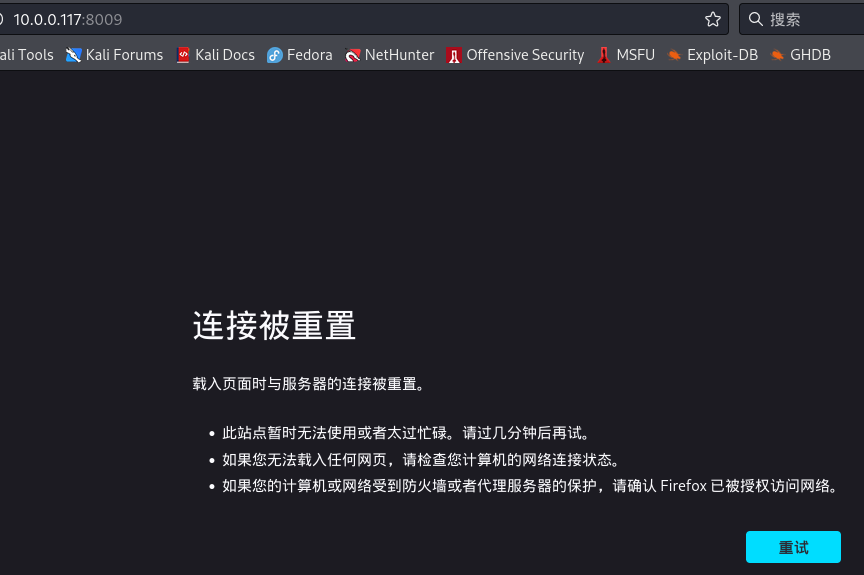 10.0.0.117:8009
搜索
ali Tools Kali Forums Kali Docs Fedora NetHunter Offensive Security MSFU Exploit-DB GHDB
连接被重置
载入页面时与服务器的连接被重置。
此站点暂时无法使用或者太过忙碌。请过几分钟后再试。
如果您无法载入任何网页，请检查您计算机的网络连接状态。
如果您的计算机或网络受到防火墙或者代理服务器的保护，请确认 Firefox 已被授权访问网络。
重试